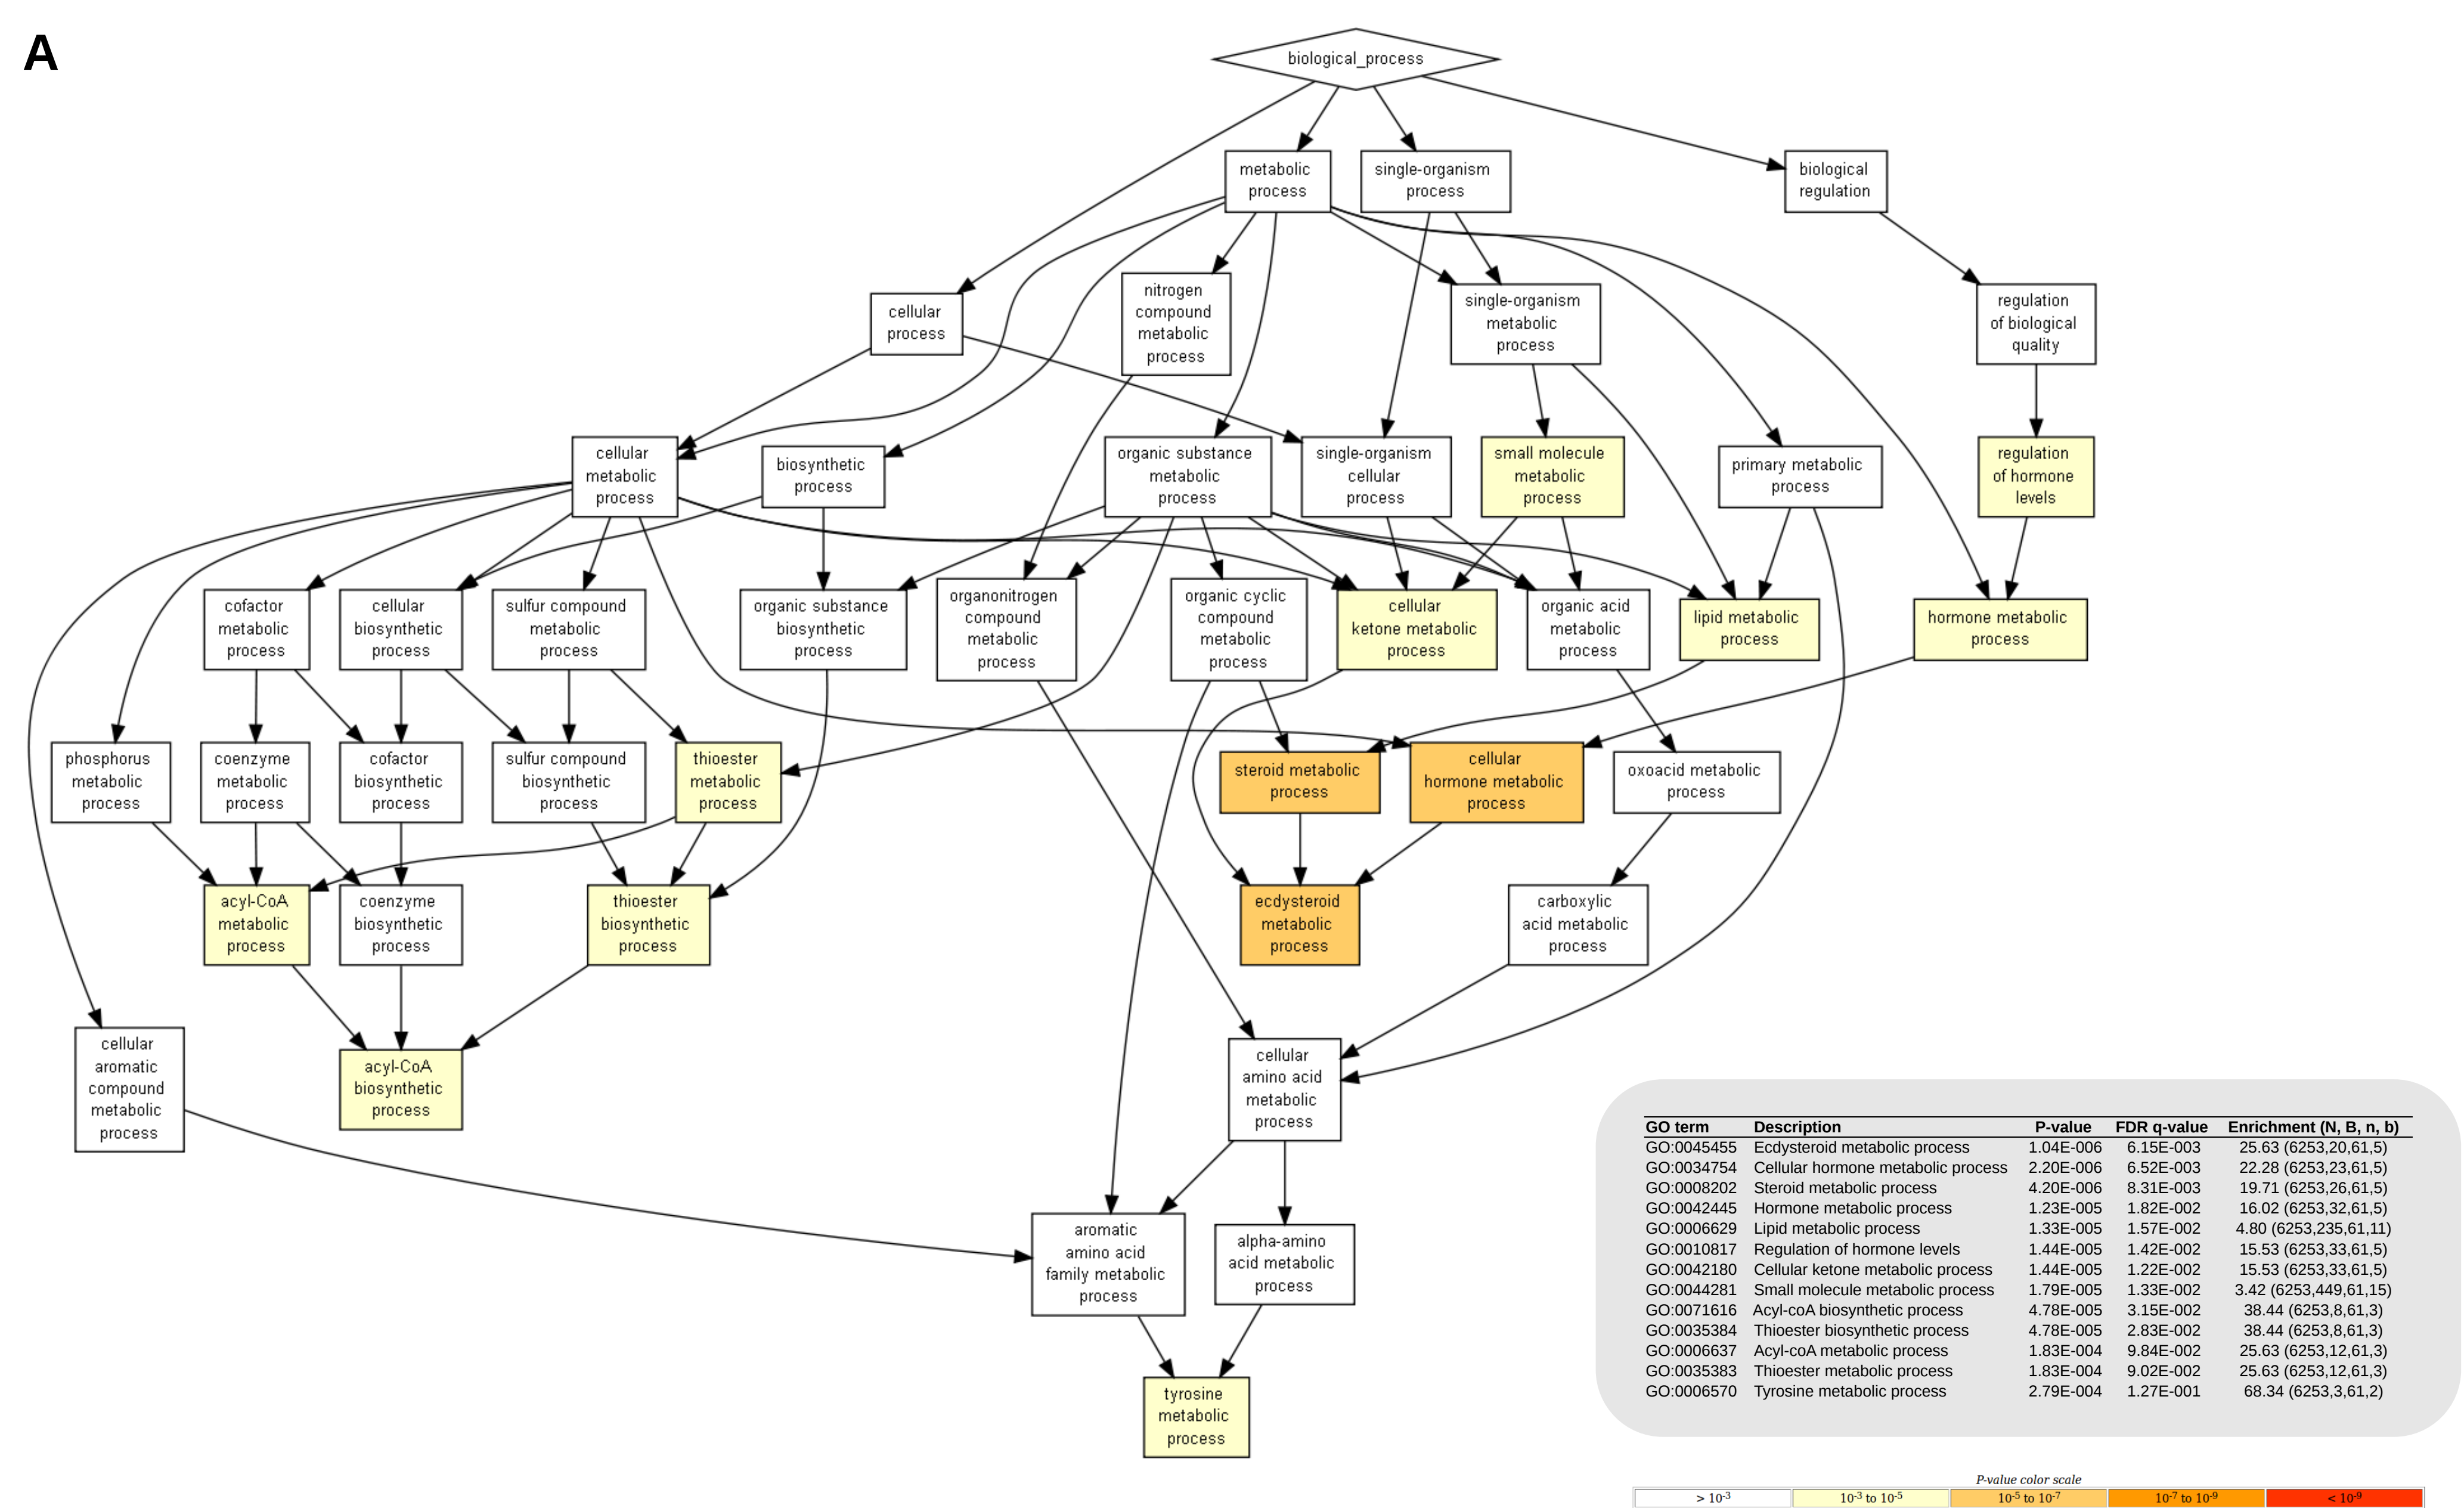 A
biological_process
metabolic
process
single-organism
process
biological
regulation
cellular
process
nitrogen
compound
metabolic
process
single-organism
metabolic
process
regulation
of biological
quality
cellular
metabolic
process
biosynthetic
process
organic substance
metabolic
process
single-organism
cellular
process
small molecule
metabolic
process
primary metabolic
process
regulation
of hormone
levels
cofactor
metabolic
process
cellular
biosynthetic
process
sulfur compound
metabolic
process
organic substance
biosynthetic
process
organonitrogen
compound
metabolic
process
organic cyclic
compound
metabolic
process
cellular
ketone metabolic
process
organic acid
metabolic
process
lipid metabolic
process
hormone metabolic
process
phosphorus
metabolic
process
coenzyme
metabolic
process
cofactor
biosynthetic
process
sulfur compound
biosynthetic
process
thioester
metabolic
process
steroid metabolic
process
cellular
hormone metabolic
process
oxoacid metabolic
process
acyl-CoA
metabolic
process
coenzyme
biosynthetic
process
thioester
biosynthetic
process
ecdysteroid
metabolic
process
carboxylic
acid metabolic
process
cellular
aromatic
compound
metabolic
process
acyl-CoA
biosynthetic
process
cellular
amino acid
metabolic
process
aromatic
amino acid
family metabolic
process
alpha-amino
acid metabolic
process
tyrosine
metabolic
process
GO term Description P-value FDR q-value Enrichment (N, B, n, b)
GO:0045455 Ecdysteroid metabolic process 1.04E-006 6.15E-003 25.63 (6253,20,61,5)
GO:0034754 Cellular hormone metabolic process 2.20E-006 6.52E-003 22.28 (6253,23,61,5)
GO:0008202 Steroid metabolic process 4.20E-006 8.31E-003 19.71 (6253,26,61,5)
GO:0042445 Hormone metabolic process 1.23E-005 1.82E-002 16.02 (6253,32,61,5)
GO:0006629 Lipid metabolic process 1.33E-005 1.57E-002 4.80 (6253,235,61,11)
GO:0010817 Regulation of hormone levels 1.44E-005 1.42E-002 15.53 (6253,33,61,5)
GO:0042180 Cellular ketone metabolic process 1.44E-005 1.22E-002 15.53 (6253,33,61,5)
GO:0044281 Small molecule metabolic process 1.79E-005 1.33E-002 3.42 (6253,449,61,15)
GO:0071616 Acyl-coA biosynthetic process 4.78E-005 3.15E-002 38.44 (6253,8,61,3)
GO:0035384 Thioester biosynthetic process 4.78E-005 2.83E-002 38.44 (6253,8,61,3)
GO:0006637 Acyl-coA metabolic process 1.83E-004 9.84E-002 25.63 (6253,12,61,3)
GO:0035383 Thioester metabolic process 1.83E-004 9.02E-002 25.63 (6253,12,61,3)
GO:0006570 Tyrosine metabolic process 2.79E-004 1.27E-001 68.34 (6253,3,61,2)
P-value color scale
> 10-3 10-3 to 10-5 10-5 to 10-7 10-7 to 10-9 < 10-9